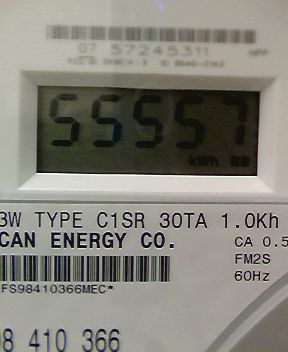 07 57245311
55557
kWh
3W TYPE C1SR 30TA 1.0Kh
CAN ENERGY CO.
CA 0.5
FM2S
60Hz
FS98410366MEC*
98 410 366